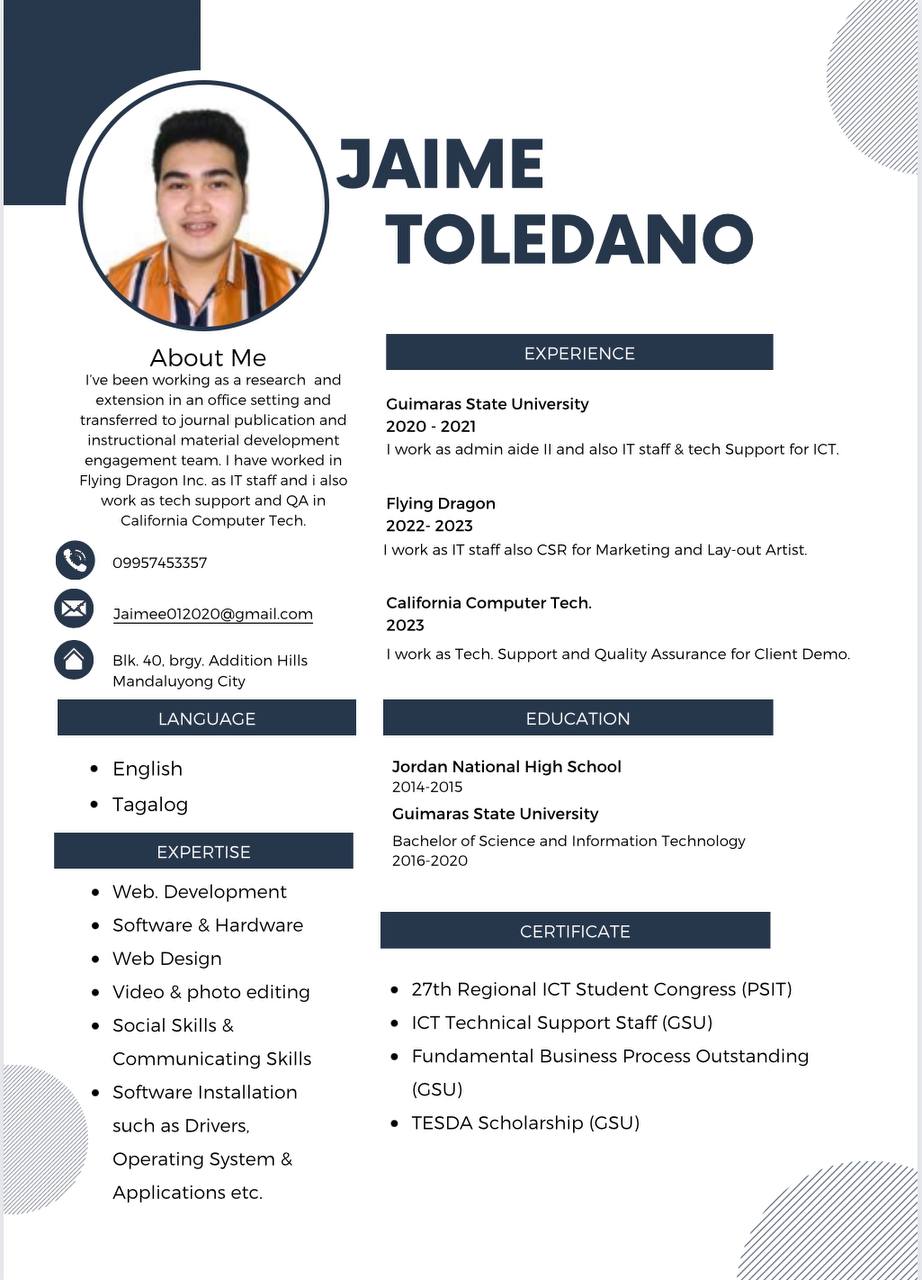 JAIME
TOLEDANO
About Me
I've been working as a research and
extension in an office setting and
transferred to journal publication and
instructional material development
engagement team. I have worked in
Flying Dragon Inc. as IT staff and i also
work as tech support and QA in
California Computer Tech.
09957453357
Jaimee012020@gmail.com
Blk. 40, brgy. Addition Hills
Mandaluyong City
LANGUAGE
English
Tagalog
EXPERTISE
Web. Development
Software & Hardware
Web Design
Video & photo editing
Social Skills &
Communicating Skills
Software Installation
such as Drivers,
Operating System &
Applications etc.
EXPERIENCE
Guimaras State University
2020 - 2021
I work as admin aide II and also IT staff & tech Support for ICT.
Flying Dragon
2022- 2023
I work as IT staff also CSR for Marketing and Lay-out Artist.
California Computer Tech.
2023
I work as Tech. Support and Quality Assurance for Client Demo.
EDUCATION
Jordan National High School
2014-2015
Guimaras State University
Bachelor of Science and Information Technology
2016-2020
CERTIFICATE
27th Regional ICT Student Congress (PSIT)
ICT Technical Support Staff (GSU)
Fundamental Business Process Outstanding
(GSU)
TESDA Scholarship (GSU)